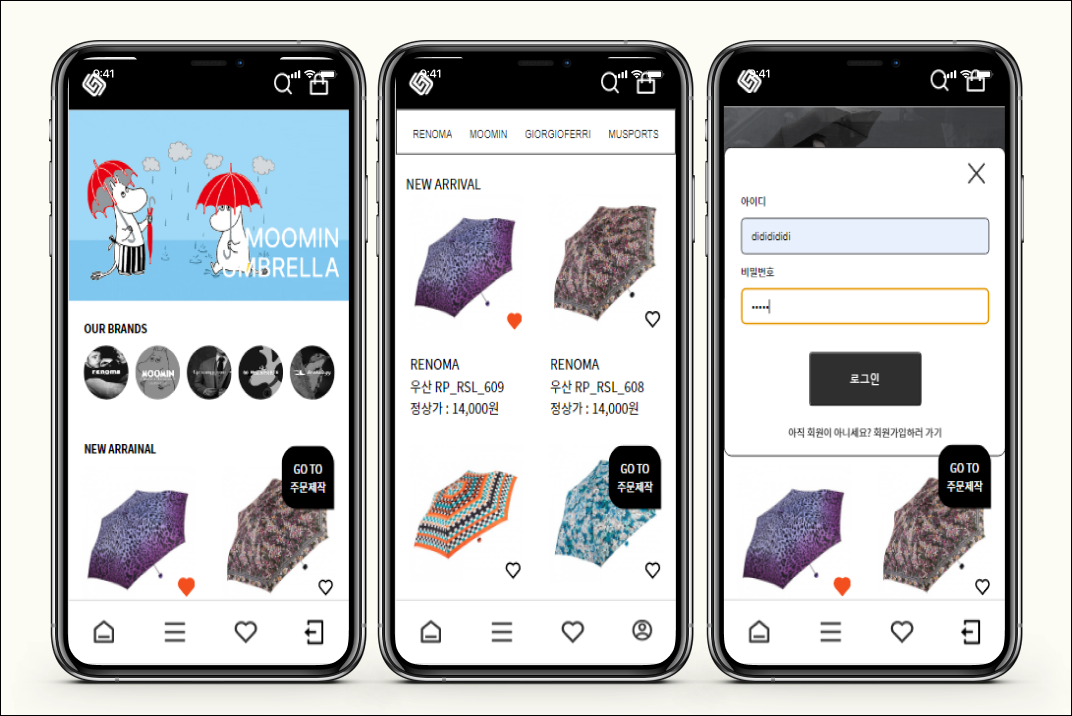 9:41
MOOMIN
UMBRELLA
OUR BRANDS
RENOMA
MOOMIN
NEW ARRAINAL
GO TO
주문제작
9:41
RENOMA MOOMIN GIORGIOFERRI MUSPORTS
NEW ARRIVAL
RENOMA
우산 RP_RSL_609
정상가 : 14,000원
RENOMA
우산 RP_RSL_608
정상가 : 14,000원
GO TO
주문제작
9:41
아이디
didididi
비밀번호
•••••
로그인
아직 회원이 아니세요? 회원가입하러 가기
GO TO
주문제작